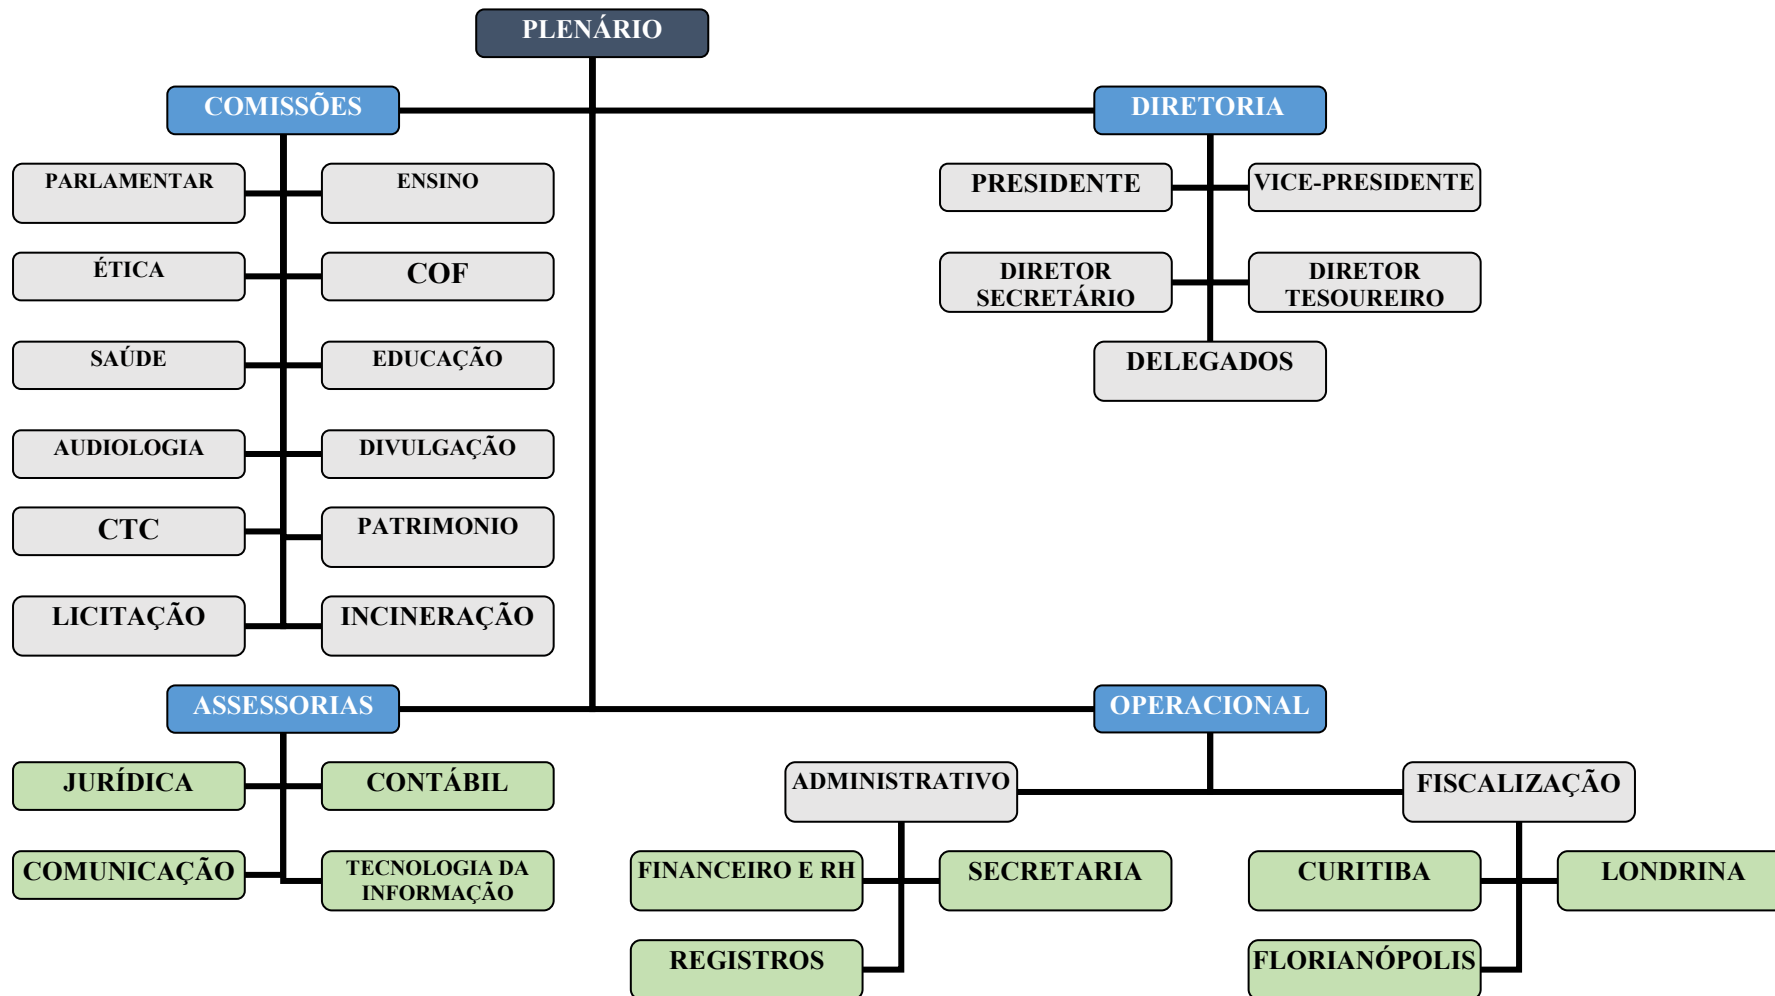 PLENÁRIO
COMISSÕES
DIRETORIA
PARLAMENTAR
ENSINO
PRESIDENTE
VICE-PRESIDENTE
ÉTICA
COF
DIRETOR
SECRETÁRIO
DIRETOR
TESOUREIRO
SAÚDE
EDUCAÇÃO
DELEGADOS
AUDIOLOGIA
DIVULGAÇÃO
CTC
PATRIMONIO
LICITAÇÃO
INCINERAÇÃO
ASSESSORIAS
OPERACIONAL
JURÍDICA
CONTÁBIL
ADMINISTRATIVO
FISCALIZAÇÃO
COMUNICAÇÃO
TECNOLOGIA DA
INFORMAÇÃO
FINANCEIRO E RH
SECRETARIA
CURITIBA
LONDRINA
REGISTROS
FLORIANÓPOLIS